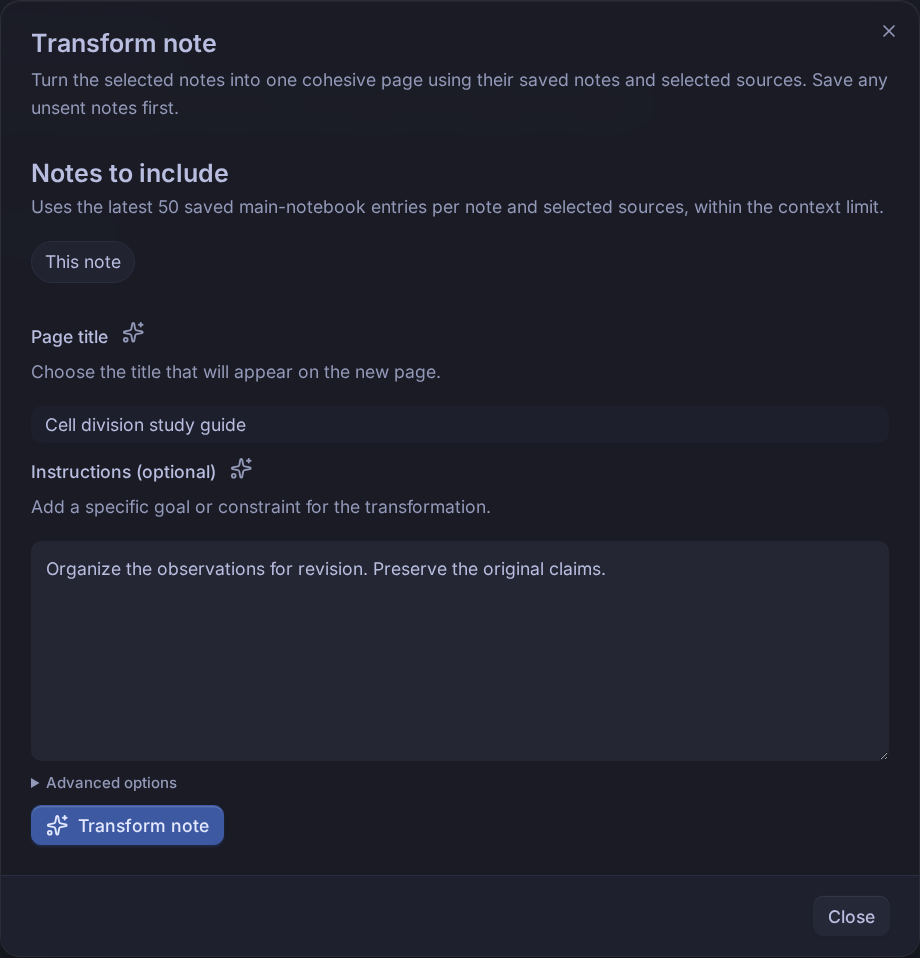 Transform note
Turn the selected notes into one cohesive page using their saved notes and selected sources. Save any
unsent notes first.
Notes to include
Uses the latest 50 saved main-notebook entries per note and selected sources, within the context limit.
This note
Page title
Choose the title that will appear on the new page.
Cell division study guide
Instructions (optional)
Add a specific goal or constraint for the transformation.
Organize the observations for revision. Preserve the original claims.
Advanced options
Transform note
Close